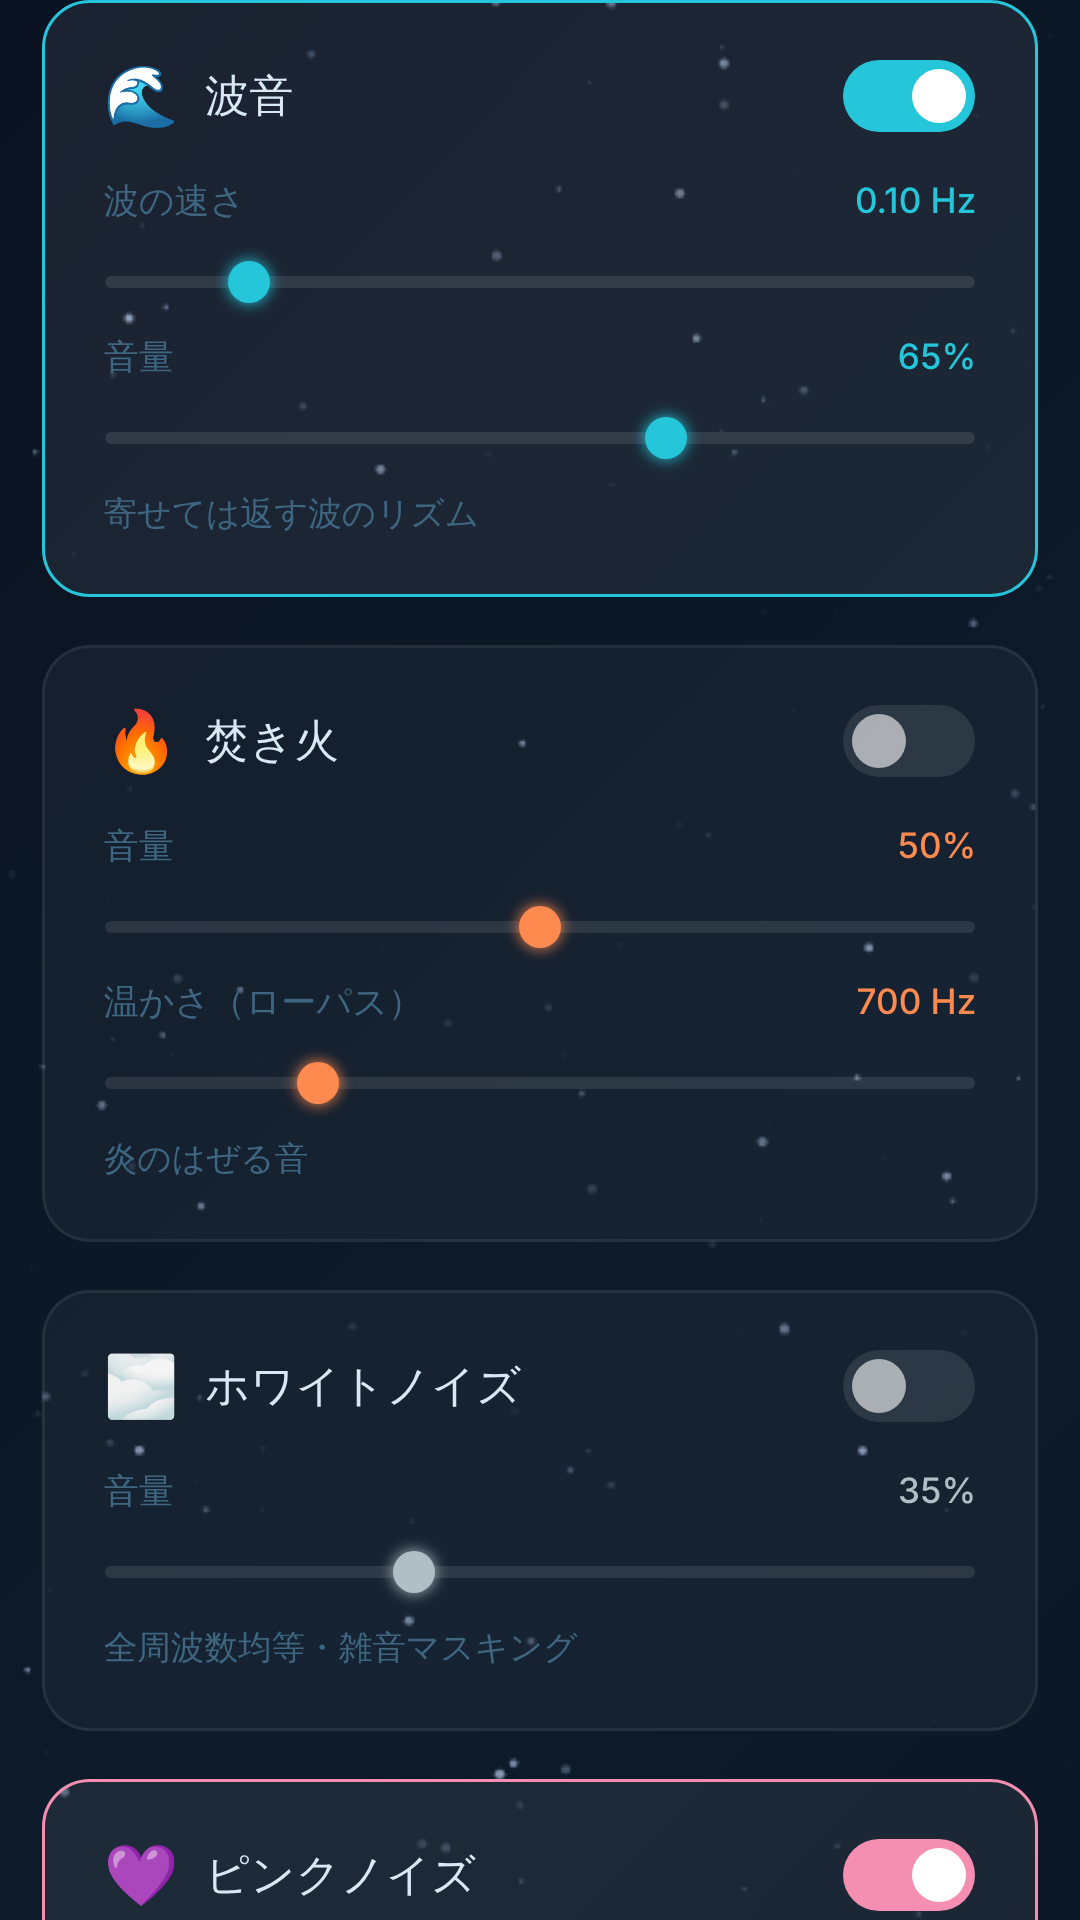 波音
波の速さ 0.10 Hz
音量 65%
寄せては返す波のリズム
焚き火
音量 50%
温かさ（ローパス） 700 Hz
炎のはぜる音
ホワイトノイズ
音量 35%
全周波数均等・雑音マスキング
ピンクノイズ